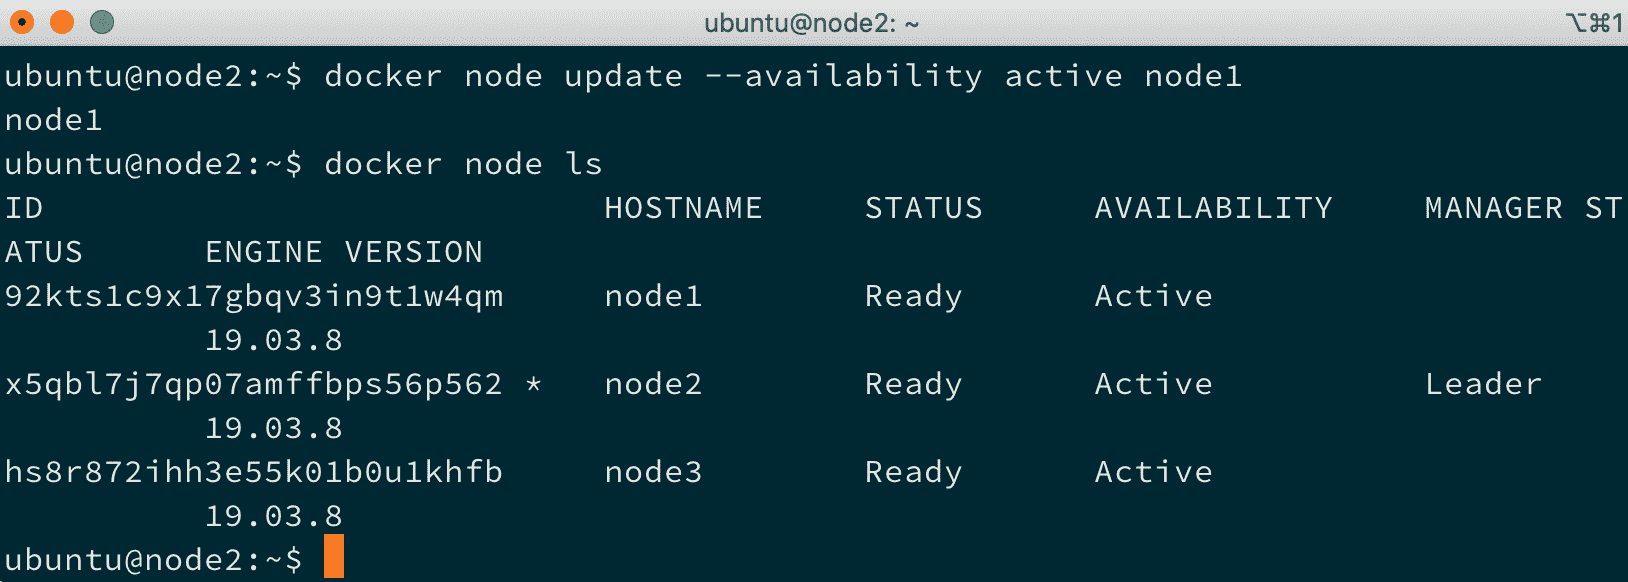 ubuntu@node2: ~
⌥⌘1
ubuntu@node2:~$ docker node update --availability active node1
node1
ubuntu@node2:~$ docker node ls
ID                            HOSTNAME     STATUS      AVAILABILITY     MANAGER ST
ATUS      ENGINE VERSION
92kts1c9x17gbqv3in9t1w4qm     node1        Ready       Active
          19.03.8
x5qbl7j7qp07amffbps56p562 *   node2        Ready       Active           Leader
          19.03.8
hs8r872ihh3e55k01b0u1khfb     node3        Ready       Active
          19.03.8
ubuntu@node2:~$